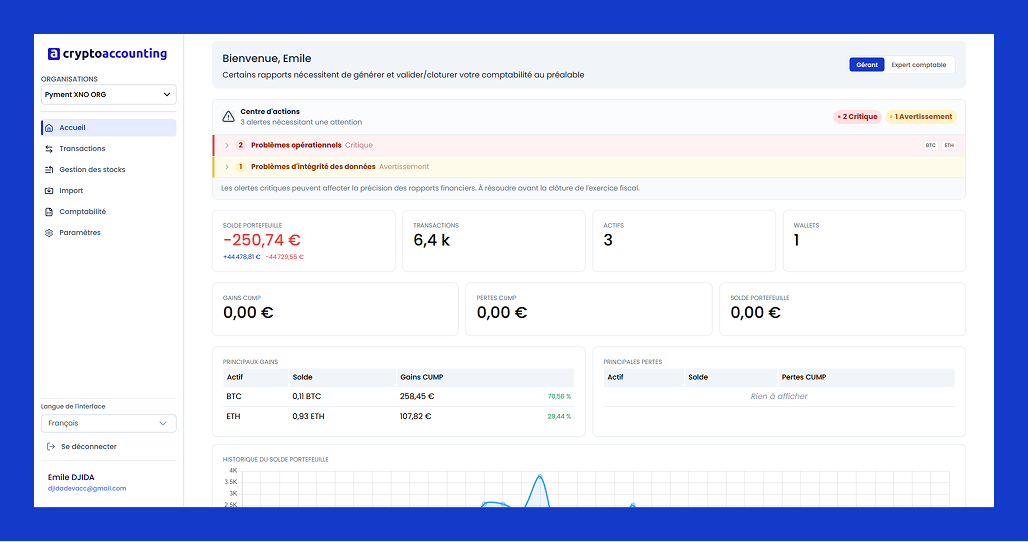 a cryptoaccounting
ORGANISATIONS
Pyment XNO ORG
Accueil
Transactions
Gestion des stocks
Import
Comptabilité
Paramètres
Langue de l'interface
Français
Se déconnecter
Emile DJIDA
djidadevacc@gmail.com
Bienvenue, Emile
Certains rapports nécessitent de générer et valider/cloturer votre comptabilité au préalable
Gérant Expert comptable
Centre d'actions
3 alertes nécessitant une attention
• 2 Critique • 1 Avertissement
2 Problèmes opérationnels Critique BTC ETH
1 Problèmes d'intégrité des données Avertissement
Les alertes critiques peuvent affecter la précision des rapports financiers. À résoudre avant la clôture de l'exercice fiscal.
SOLDE PORTEFEUILLE
-250,74 €
+44 478,81 € -44 729,55 €
TRANSACTIONS
6,4 k
ACTIFS
3
WALLETS
1
GAINS CUMP
0,00 €
PERTES CUMP
0,00 €
SOLDE PORTEFEUILLE
0,00 €
PRINCIPAUX GAINS
Actif Solde Gains CUMP
BTC 0,11 BTC 258,45 € 70,56 %
ETH 0,93 ETH 107,82 € 29,44 %
PRINCIPALES PERTES
Actif Solde Pertes CUMP
Rien à afficher
HISTORIQUE DU SOLDE PORTEFEUILLE
4K
3.5K
3K
2.5K